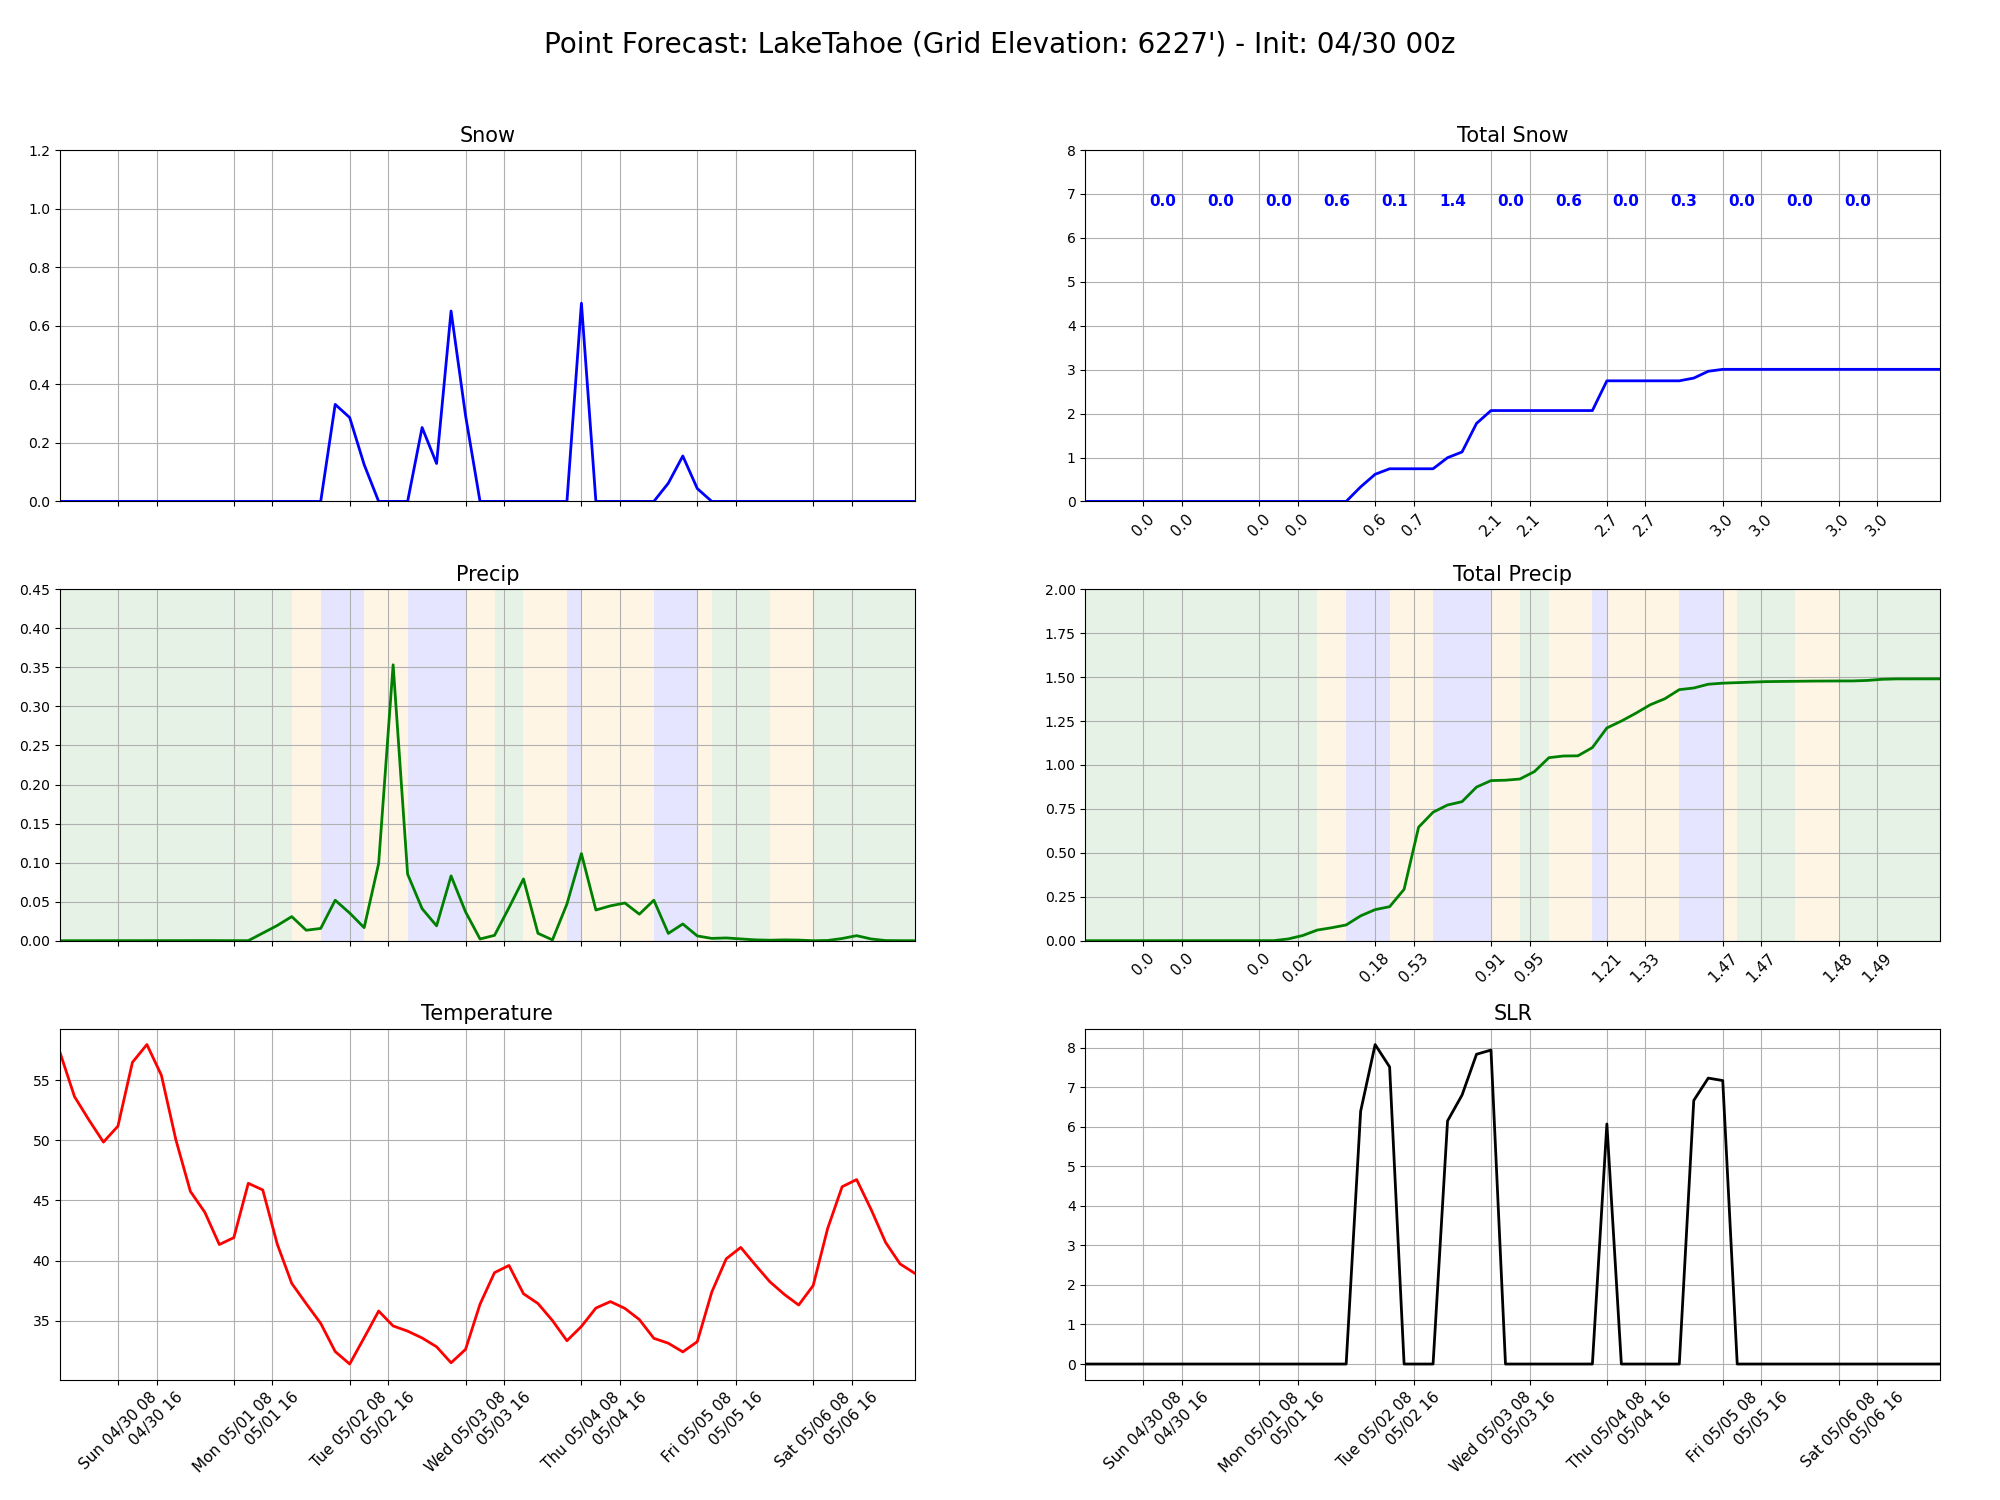 Point Forecast: LakeTahoe (Grid Elevation: 6227') - Init: 04/30 00z
Snow
1.2
1.0
0.8
0.6
0.4
0.2
0.0
Total Snow
8
7
6
5
4
3
2
1
0
0.0 0.0 0.0 0.6 0.1 1.4 0.0 0.6 0.0 0.3 0.0 0.0 0.0
0.0 0.0 0.0 0.0 0.6 0.7 2.1 2.1 2.7 2.7 3.0 3.0 3.0 3.0
Precip
0.45
0.40
0.35
0.30
0.25
0.20
0.15
0.10
0.05
0.00
Total Precip
2.00
1.75
1.50
1.25
1.00
0.75
0.50
0.25
0.00
0.0 0.0 0.0 0.02 0.18 0.53 0.91 0.95 1.21 1.33 1.47 1.47 1.48 1.49
Temperature
55
50
45
40
35
Sun 04/30 08
04/30 16
Mon 05/01 08
05/01 16
Tue 05/02 08
05/02 16
Wed 05/03 08
05/03 16
Thu 05/04 08
05/04 16
Fri 05/05 08
05/05 16
Sat 05/06 08
05/06 16
SLR
8
7
6
5
4
3
2
1
0
Sun 04/30 08
04/30 16
Mon 05/01 08
05/01 16
Tue 05/02 08
05/02 16
Wed 05/03 08
05/03 16
Thu 05/04 08
05/04 16
Fri 05/05 08
05/05 16
Sat 05/06 08
05/06 16